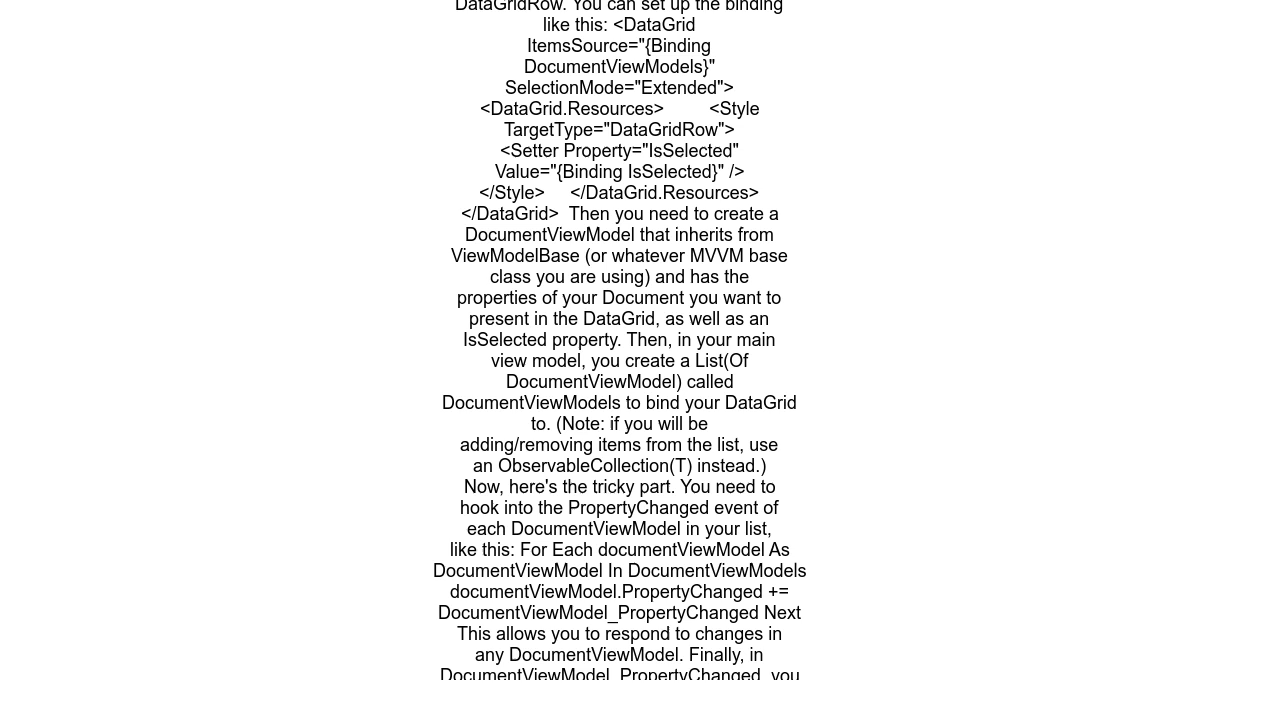 DataGridRow. You can set up the binding
like this: <DataGrid
ItemsSource="{Binding
DocumentViewModels}"
SelectionMode="Extended">
<DataGrid.Resources>         <Style
TargetType="DataGridRow">
<Setter Property="IsSelected"
Value="{Binding IsSelected}" />
</Style>     </DataGrid.Resources>
</DataGrid>  Then you need to create a
DocumentViewModel that inherits from
ViewModelBase (or whatever MVVM base
class you are using) and has the
properties of your Document you want to
present in the DataGrid, as well as an
IsSelected property. Then, in your main
view model, you create a List(Of
DocumentViewModel) called
DocumentViewModels to bind your DataGrid
to. (Note: if you will be
adding/removing items from the list, use
an ObservableCollection(T) instead.)
Now, here's the tricky part. You need to
hook into the PropertyChanged event of
each DocumentViewModel in your list,
like this: For Each documentViewModel As
DocumentViewModel In DocumentViewModels
documentViewModel.PropertyChanged +=
DocumentViewModel_PropertyChanged Next
This allows you to respond to changes in
any DocumentViewModel. Finally, in
DocumentViewModel_PropertyChanged, you